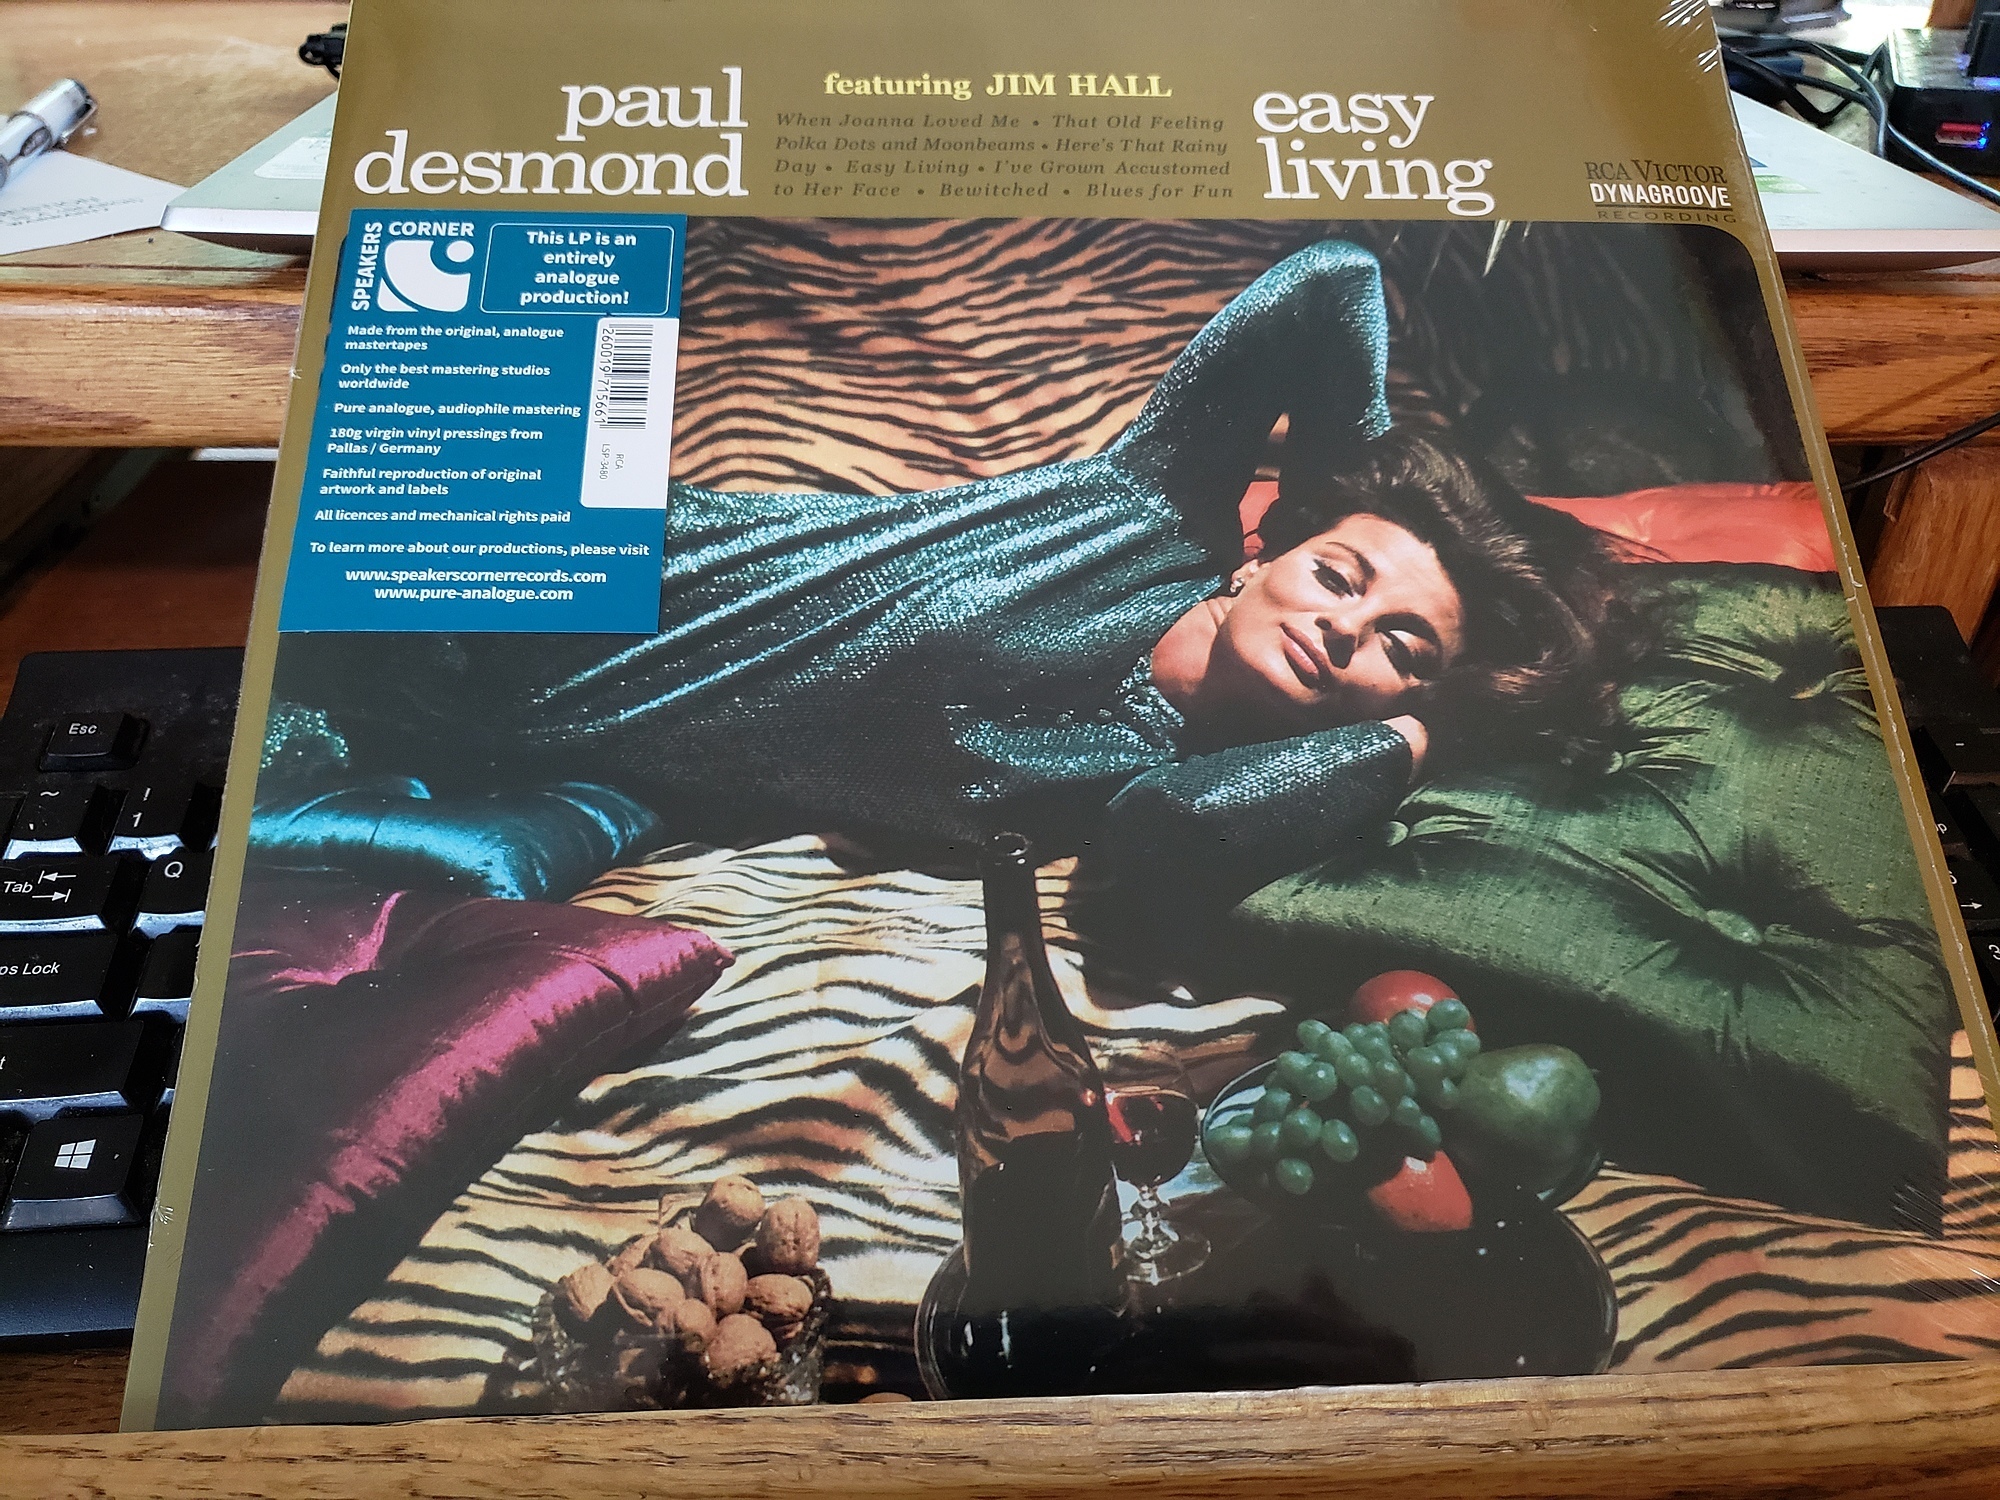 paul
desmond
featuring JIM HALL
When Joanna Loved Me • That Old Feeling
Polka Dots and Moonbeams • Here's That Rainy
Day • Easy Living • I've Grown Accustomed
to Her Face • Bewitched • Blues for Fun
easy
living
RCA VICTOR
DYNAGROOVE
RECORDING
SPEAKERS
CORNER
This LP is an
entirely
analogue
production!
Made from the original, analogue
mastertapes
Only the best mastering studios
worldwide
Pure analogue, audiophile mastering
180g virgin vinyl pressings from
Pallas / Germany
Faithful reproduction of original
artwork and labels
All licences and mechanical rights paid
To learn more about our productions, please visit
www.speakerscornerrecords.com
www.pure-analogue.com
260019 715661
RCA
LSP-3480
Esc
~
!
1
Tab
Q
ps Lock